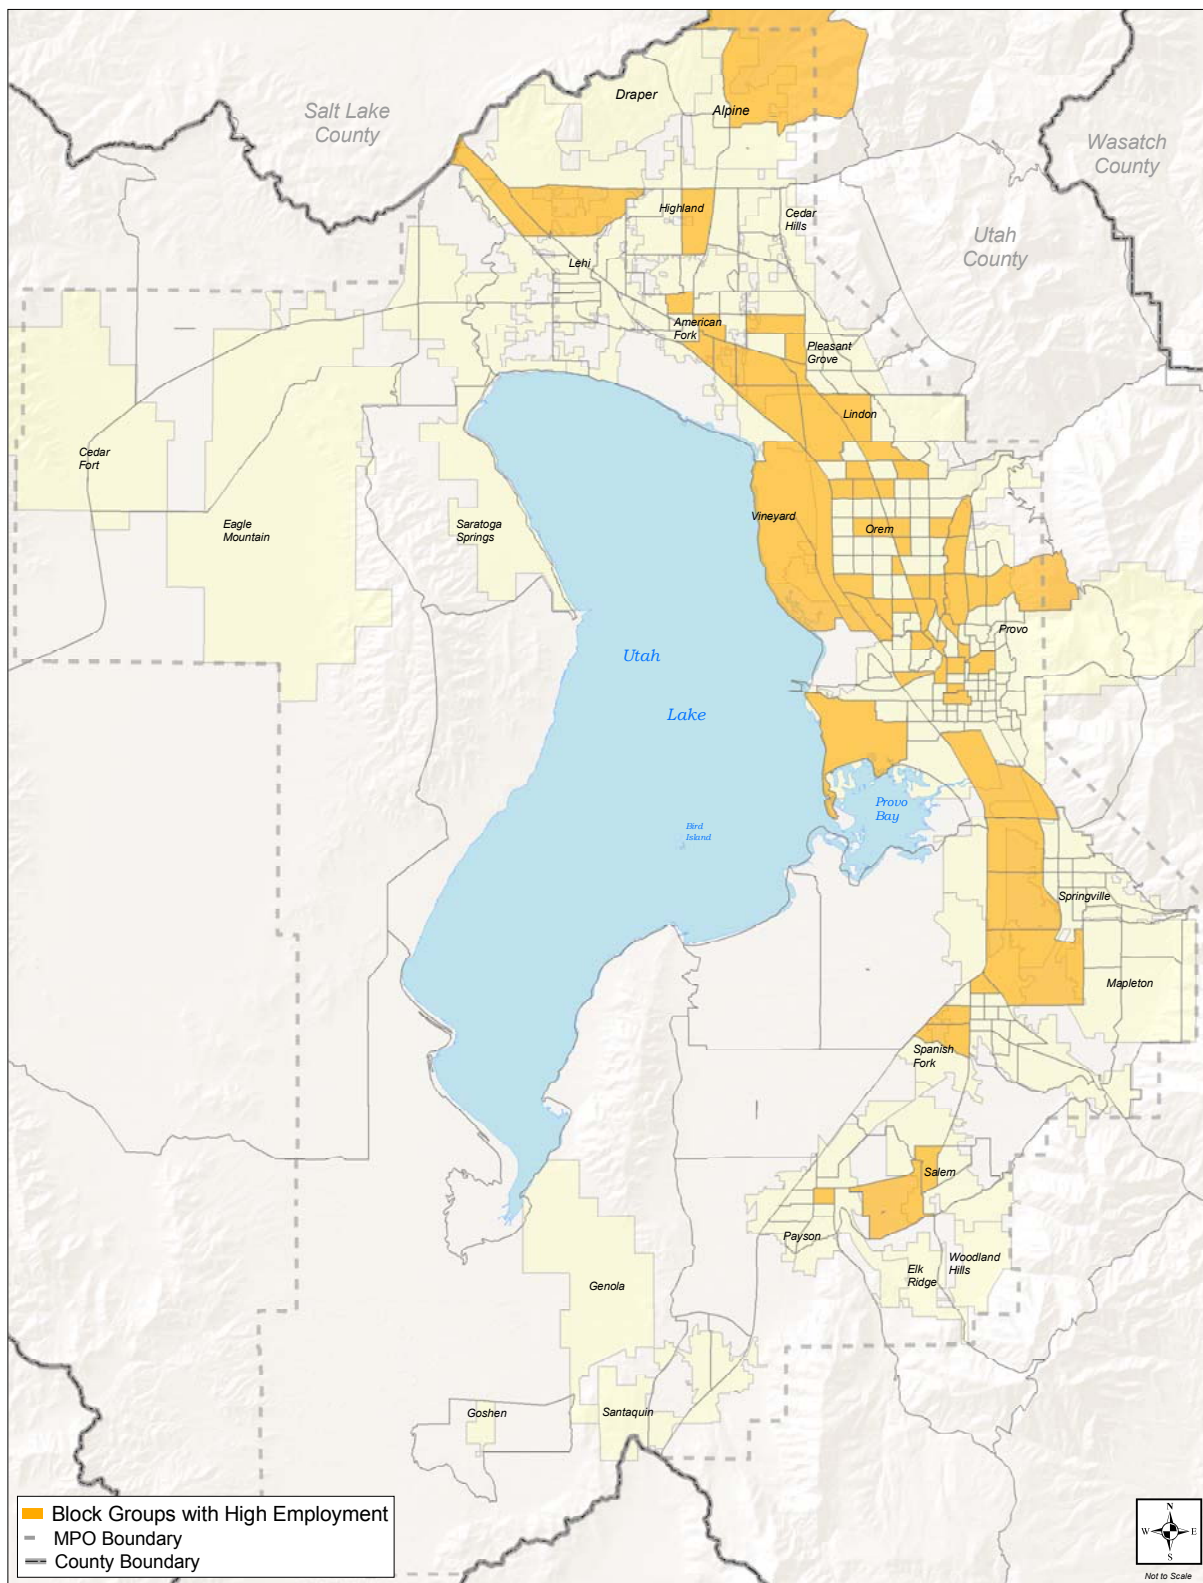 Draper
Alpine
Salt Lake
County
Wasatch
County
Highland
Cedar
Hills
Utah
County
Lehi
American
Fork
Pleasant
Grove
Lindon
Cedar
Fort
Eagle
Mountain
Saratoga
Springs
Vineyard
Orem
Provo
Utah
Lake
Provo
Bay
Bird
Island
Springville
Mapleton
Spanish
Fork
Salem
Payson
Elk
Ridge
Woodland
Hills
Genola
Goshen
Santaquin
Block Groups with High Employment
MPO Boundary
County Boundary
N
W E
S
Not to Scale